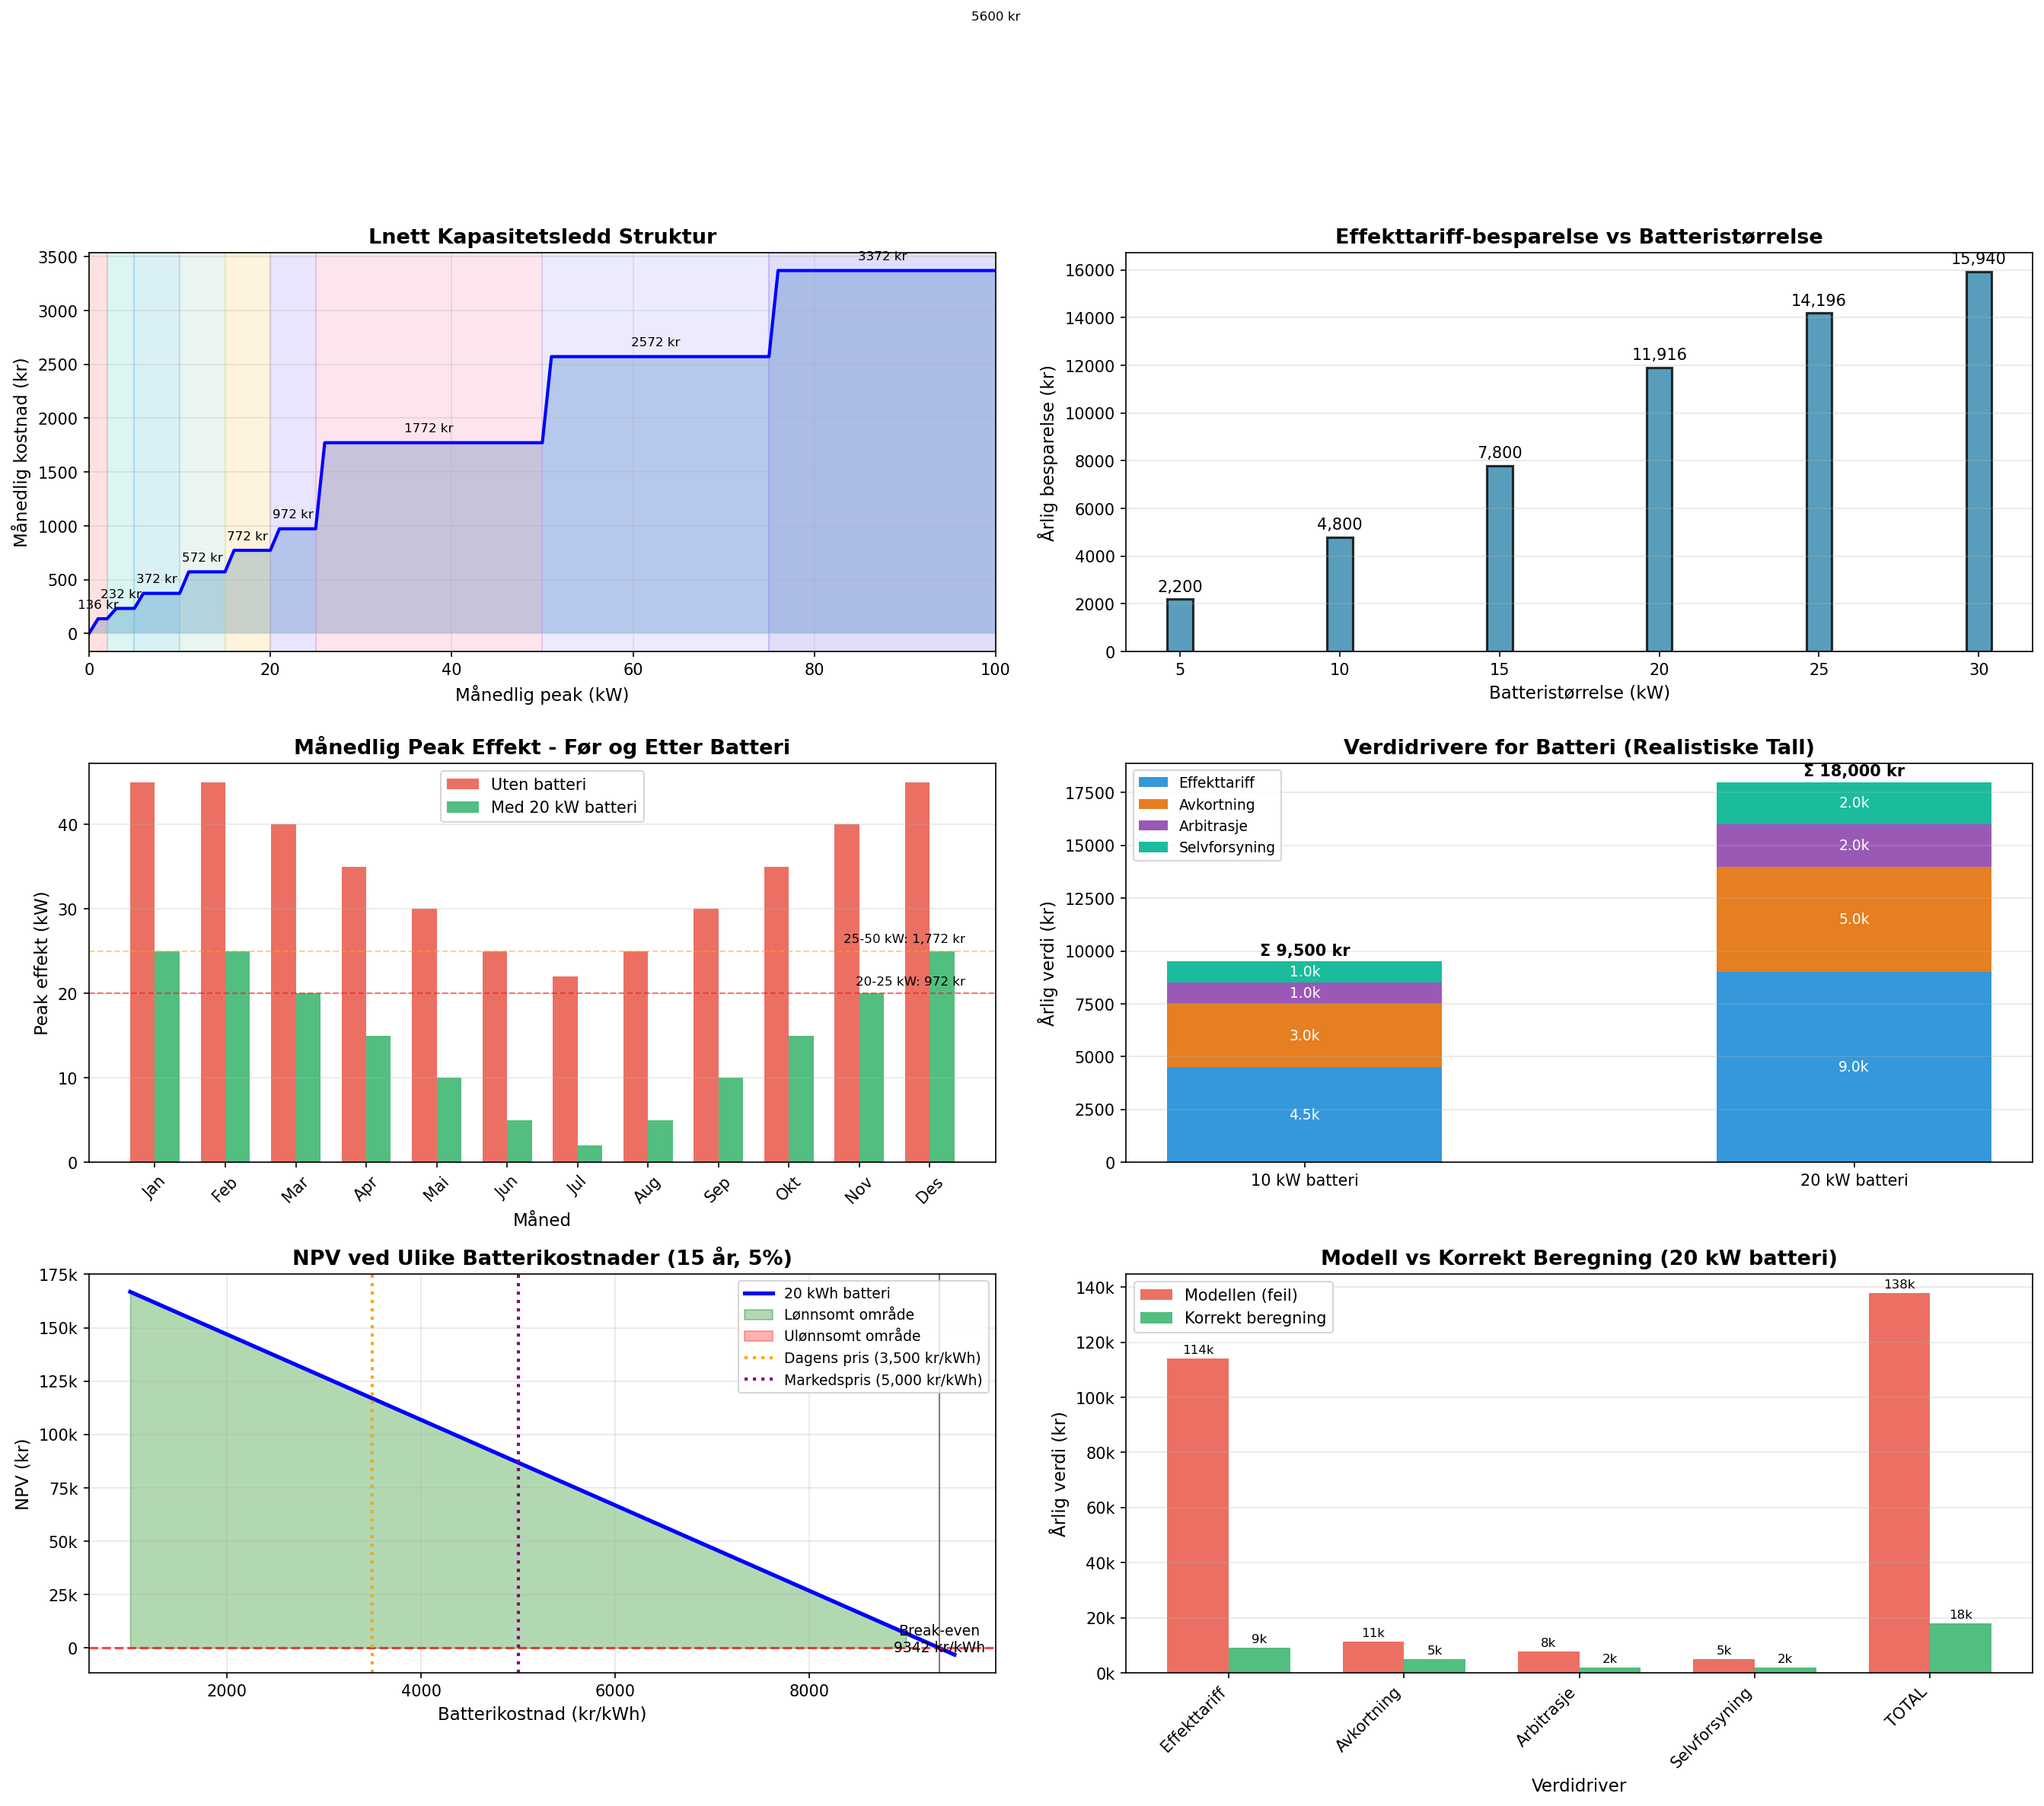 5600 kr
Lnett Kapasitetsledd Struktur
Månedlig kostnad (kr)
3500
3000
2500
2000
1500
1000
500
0
136 kr
232 kr
372 kr
572 kr
772 kr
972 kr
1772 kr
2572 kr
3372 kr
0 20 40 60 80 100
Månedlig peak (kW)
Effekttariff-besparelse vs Batteristørrelse
Årlig besparelse (kr)
16000
14000
12000
10000
8000
6000
4000
2000
0
2,200
4,800
7,800
11,916
14,196
15,940
5 10 15 20 25 30
Batteristørrelse (kW)
Månedlig Peak Effekt - Før og Etter Batteri
Uten batteri
Med 20 kW batteri
Peak effekt (kW)
40
30
20
10
0
25-50 kW: 1,772 kr
20-25 kW: 972 kr
Jan Feb Mar Apr Mai Jun Jul Aug Sep Okt Nov Des
Måned
Verdidrivere for Batteri (Realistiske Tall)
Effekttariff
Avkortning
Arbitrasje
Selvforsyning
Årlig verdi (kr)
17500
15000
12500
10000
7500
5000
2500
0
Σ 9,500 kr
1.0k
1.0k
3.0k
4.5k
Σ 18,000 kr
2.0k
2.0k
5.0k
9.0k
10 kW batteri 20 kW batteri
NPV ved Ulike Batterikostnader (15 år, 5%)
20 kWh batteri
Lønnsomt område
Ulønnsomt område
Dagens pris (3,500 kr/kWh)
Markedspris (5,000 kr/kWh)
NPV (kr)
175k
150k
125k
100k
75k
50k
25k
0
Break-even
9342 kr/kWh
2000 4000 6000 8000
Batterikostnad (kr/kWh)
Modell vs Korrekt Beregning (20 kW batteri)
Modellen (feil)
Korrekt beregning
Årlig verdi (kr)
140k
120k
100k
80k
60k
40k
20k
0k
114k
9k
11k
5k
8k
2k
5k
2k
138k
18k
Effekttariff Avkortning Arbitrasje Selvforsyning TOTAL
Verdidriver